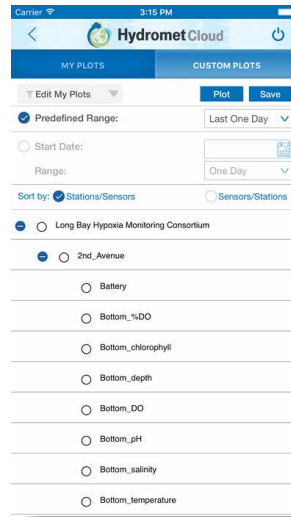 Carrier 3:15 PM
Hydromet Cloud
MY PLOTS CUSTOM PLOTS
Edit My Plots Plot Save
Predefined Range: Last One Day
Start Date:
Range: One Day
Sort by: Stations/Sensors Sensors/Stations
Long Bay Hypoxia Monitoring Consortium
2nd_Avenue
Battery
Bottom_%DO
Bottom_chlorophyll
Bottom_depth
Bottom_DO
Bottom_pH
Bottom_salinity
Bottom_temperature